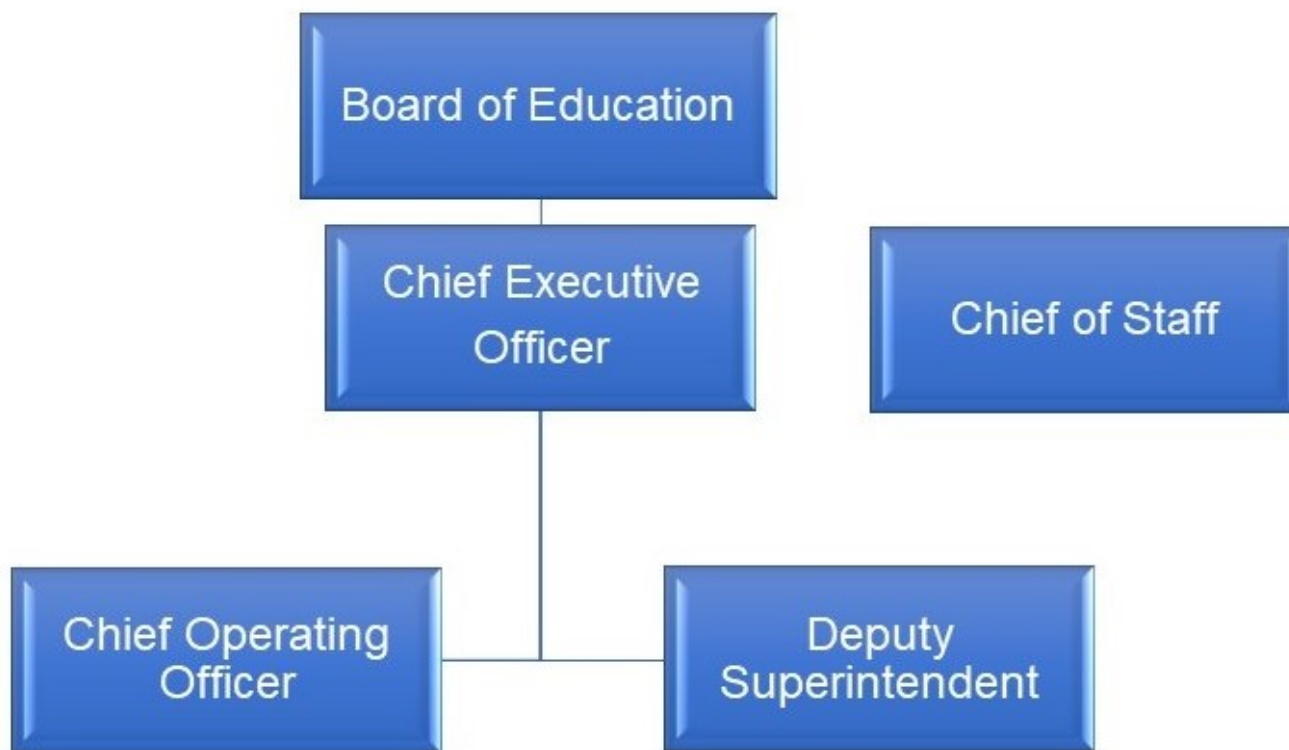 Board of Education
Chief Executive
Officer
Chief of Staff
Chief Operating
Officer
Deputy
Superintendent